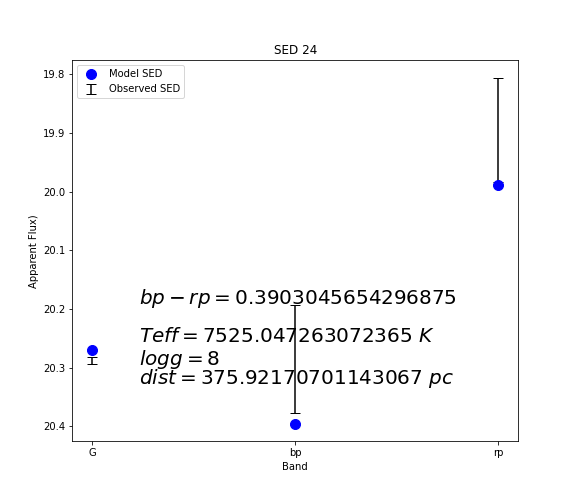 SED 24
Model SED
Observed SED
19.8
19.9
20.0
20.1
20.2
20.3
20.4
Apparent Flux)
bp − rp = 0.3903045654296875
Teff = 7525.047263072365 K
logg = 8
dist = 375.92170701143067 pc
G
bp
rp
Band